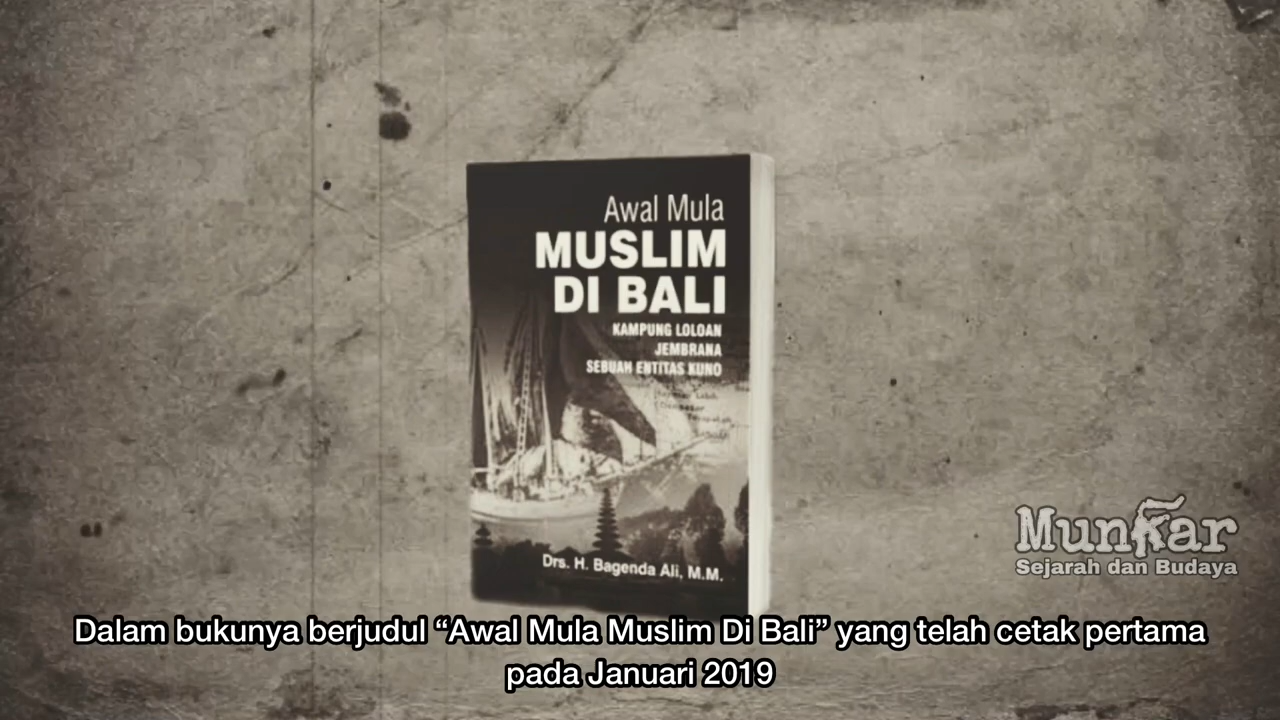 Awal Mula
MUSLIM
DI BALI
KAMPUNG LOLOAN
JEMBRANA
SEBUAH ENTITAS KUNO
Drs. H. Bagenda Ali, M.M.
Munkar
Sejarah dan Budaya
Dalam bukunya berjudul “Awal Mula Muslim Di Bali” yang telah cetak pertama
pada Januari 2019